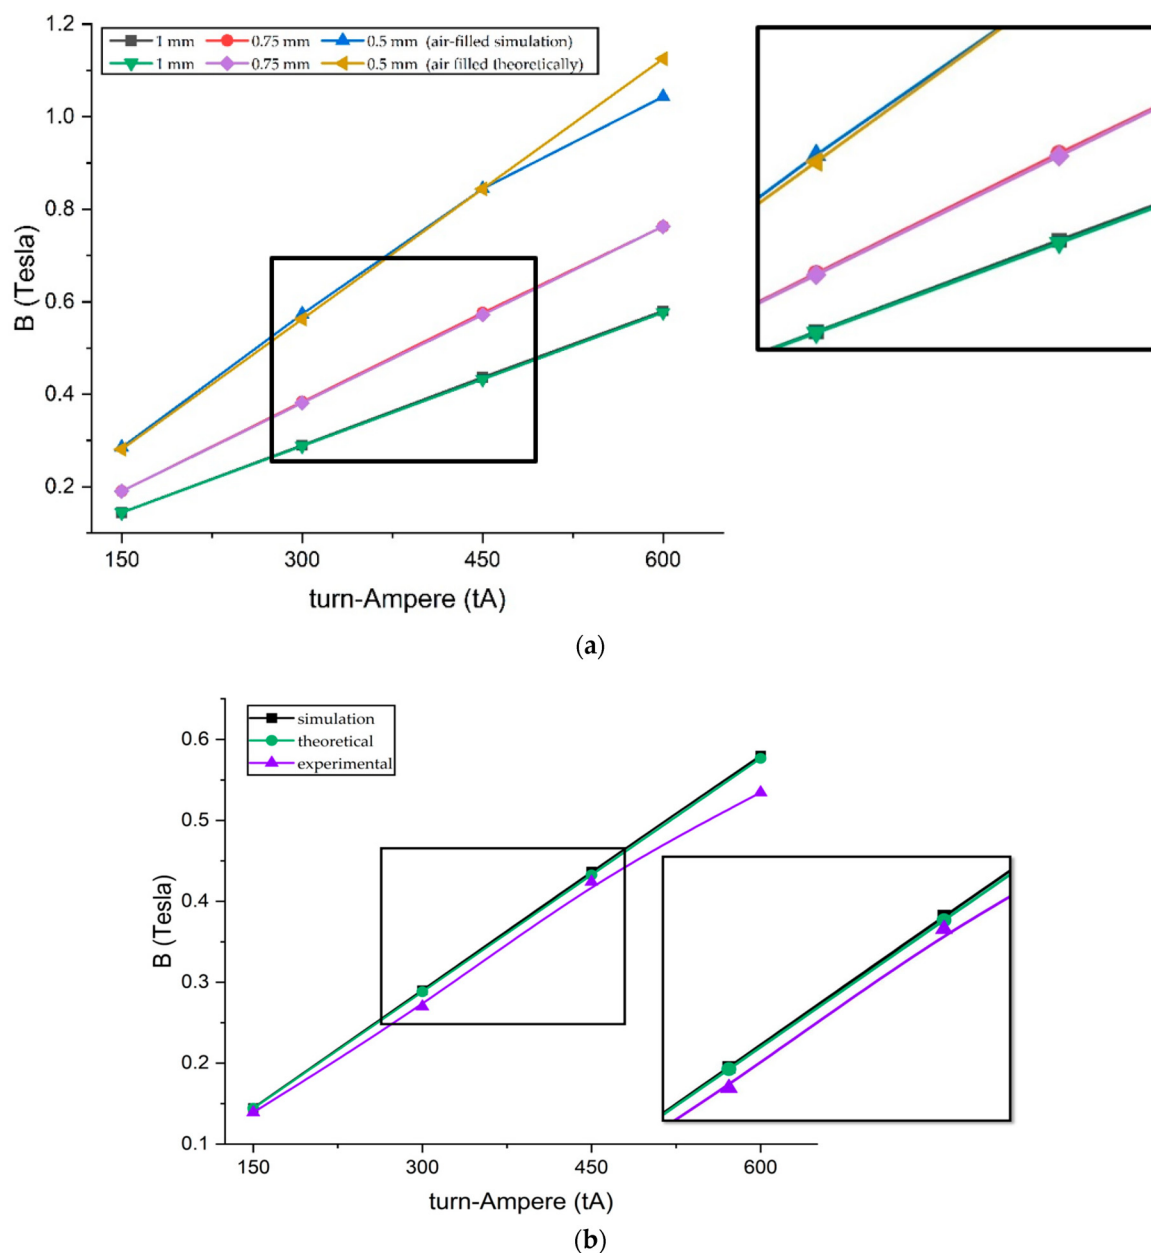 1.2
1 mm 0.75 mm 0.5 mm (air-filled simulation)
1 mm 0.75 mm 0.5 mm (air filled theoretically)
1.0
0.8
B (Tesla)
0.6
0.4
0.2
150 300 450 600
turn-Ampere (tA)
(a)
simulation
theoretical
experimental
0.6
0.5
0.4
B (Tesla)
0.3
0.2
0.1
150 300 450 600
turn-Ampere (tA)
(b)